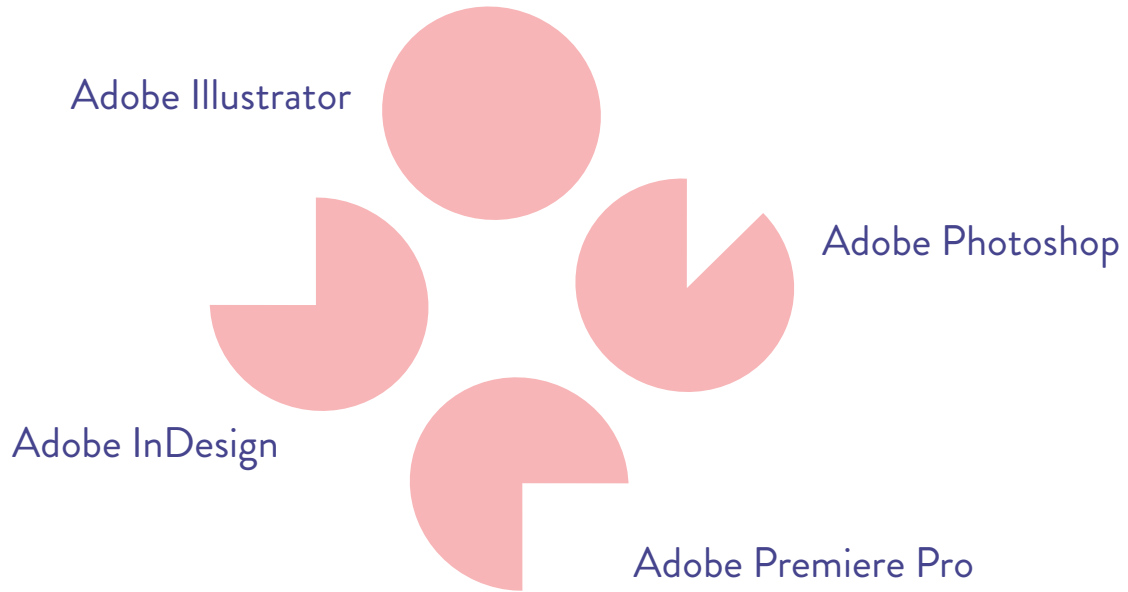 Adobe Illustrator
Adobe Photoshop
Adobe InDesign
Adobe Premiere Pro